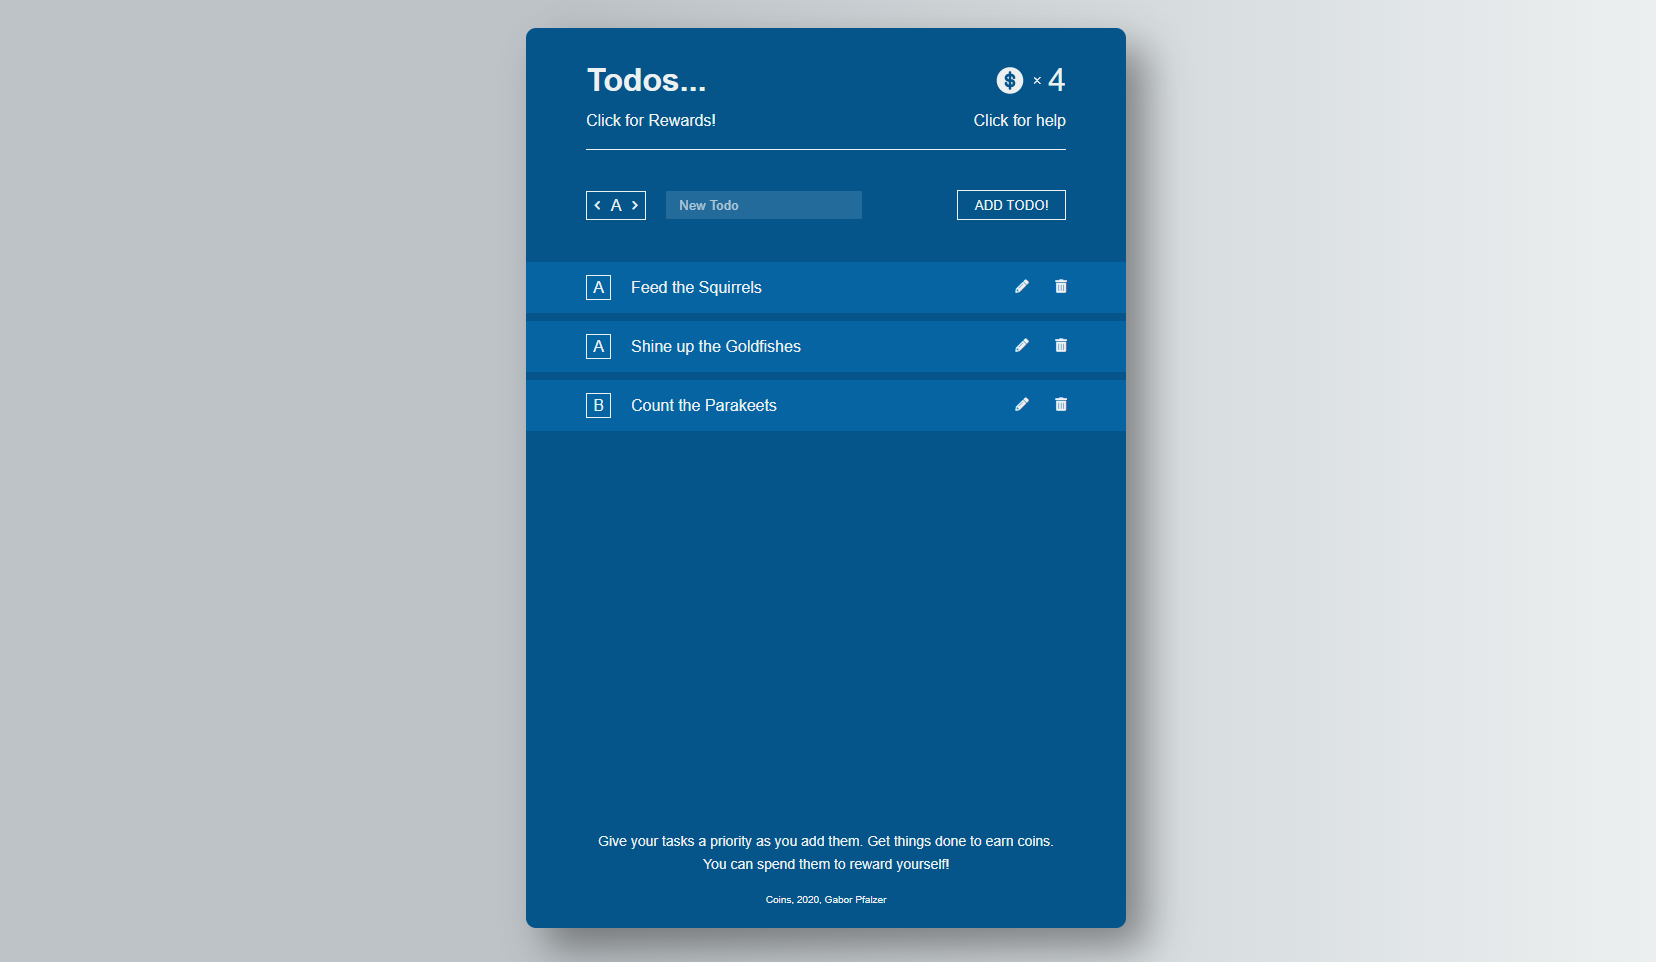 Todos...
$ × 4
Click for Rewards!
Click for help
< A >
New Todo
ADD TODO!
A Feed the Squirrels
A Shine up the Goldfishes
B Count the Parakeets
Give your tasks a priority as you add them. Get things done to earn coins.
You can spend them to reward yourself!
Coins, 2020, Gabor Pfalzer